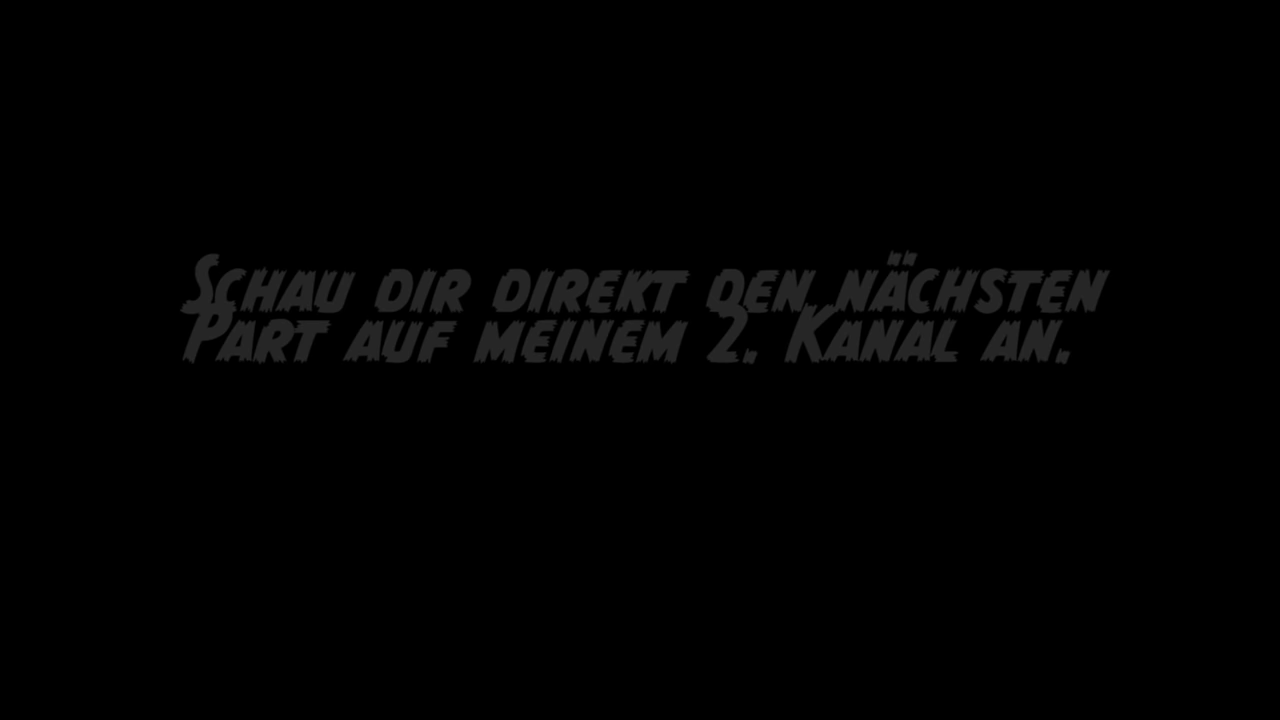 Schau dir direkt den nächsten
Part auf meinem 2. Kanal an.